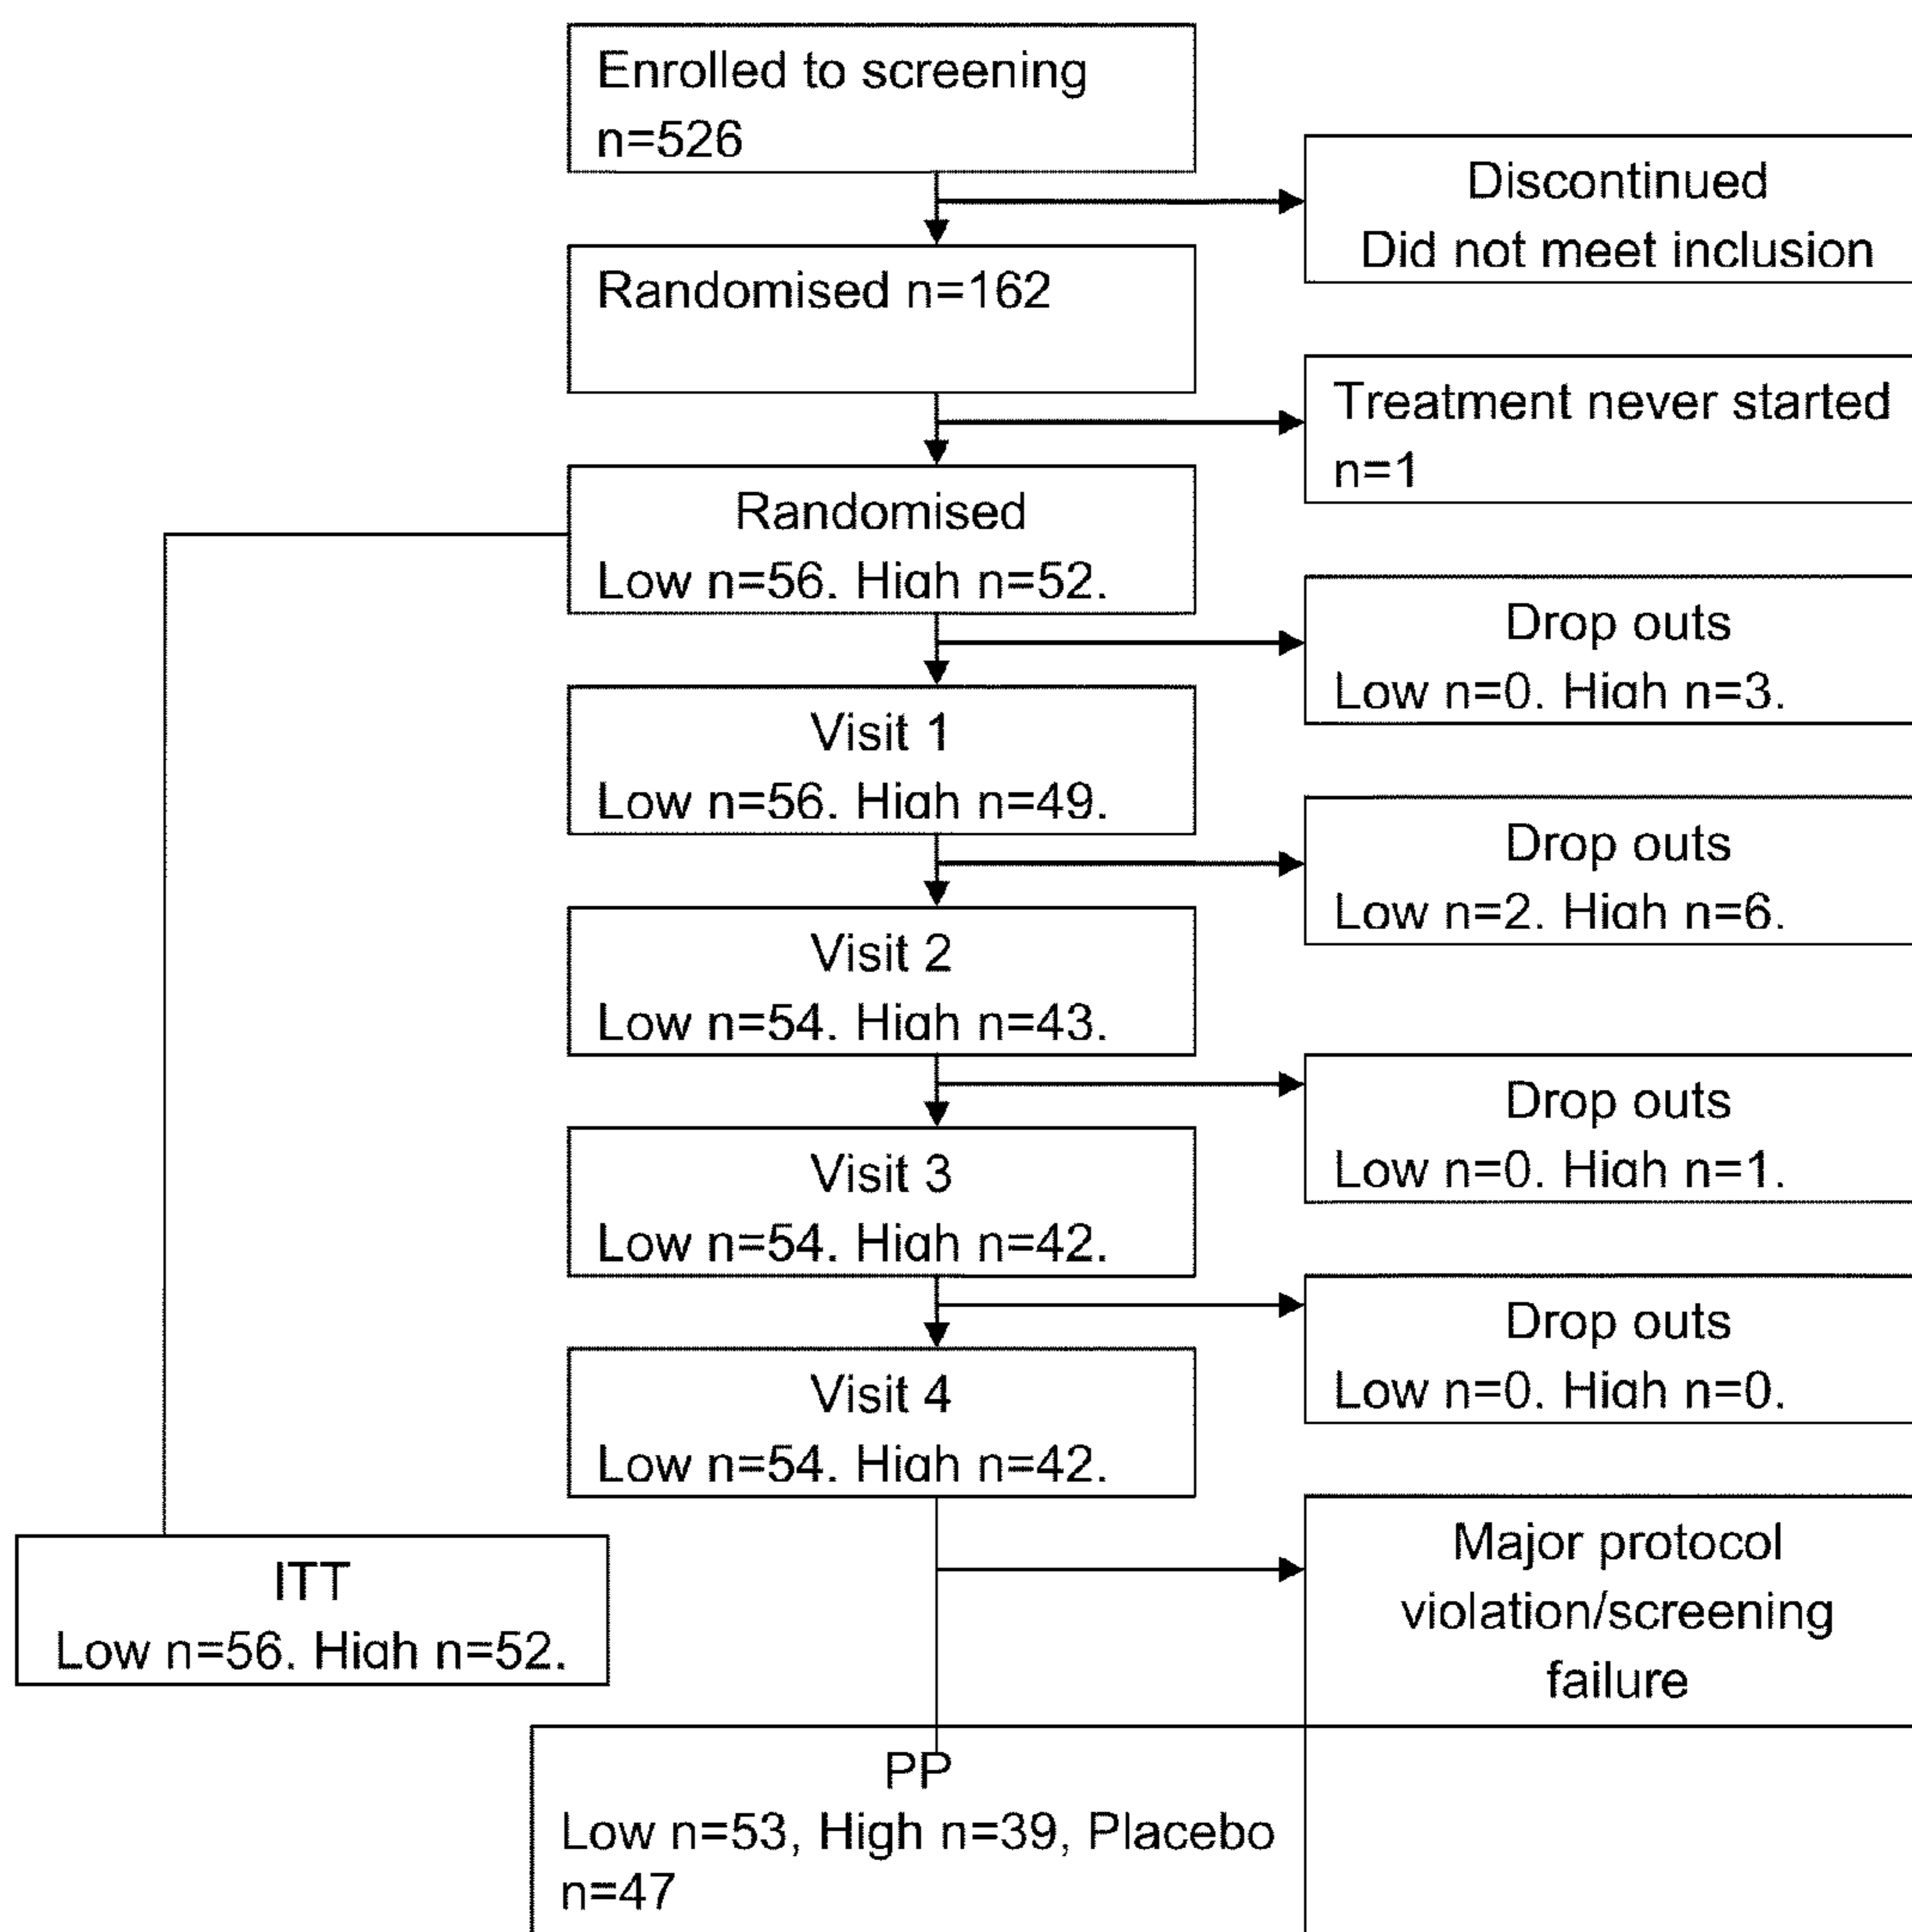 Enrolled to screening
n=526
Discontinued
Did not meet inclusion
Randomised n=162
Treatment never started
n=1
Randomised
Low n=56. High n=52.
Drop outs
Low n=0. High n=3.
Visit 1
Low n=56. High n=49.
Drop outs
Low n=2. High n=6.
Visit 2
Low n=54. High n=43.
Drop outs
Low n=0. High n=1.
Visit 3
Low n=54. High n=42.
Drop outs
Low n=0. High n=0.
Visit 4
Low n=54. High n=42.
Major protocol
violation/screening
failure
ITT
Low n=56. High n=52.
PP
Low n=53, High n=39, Placebo
n=47